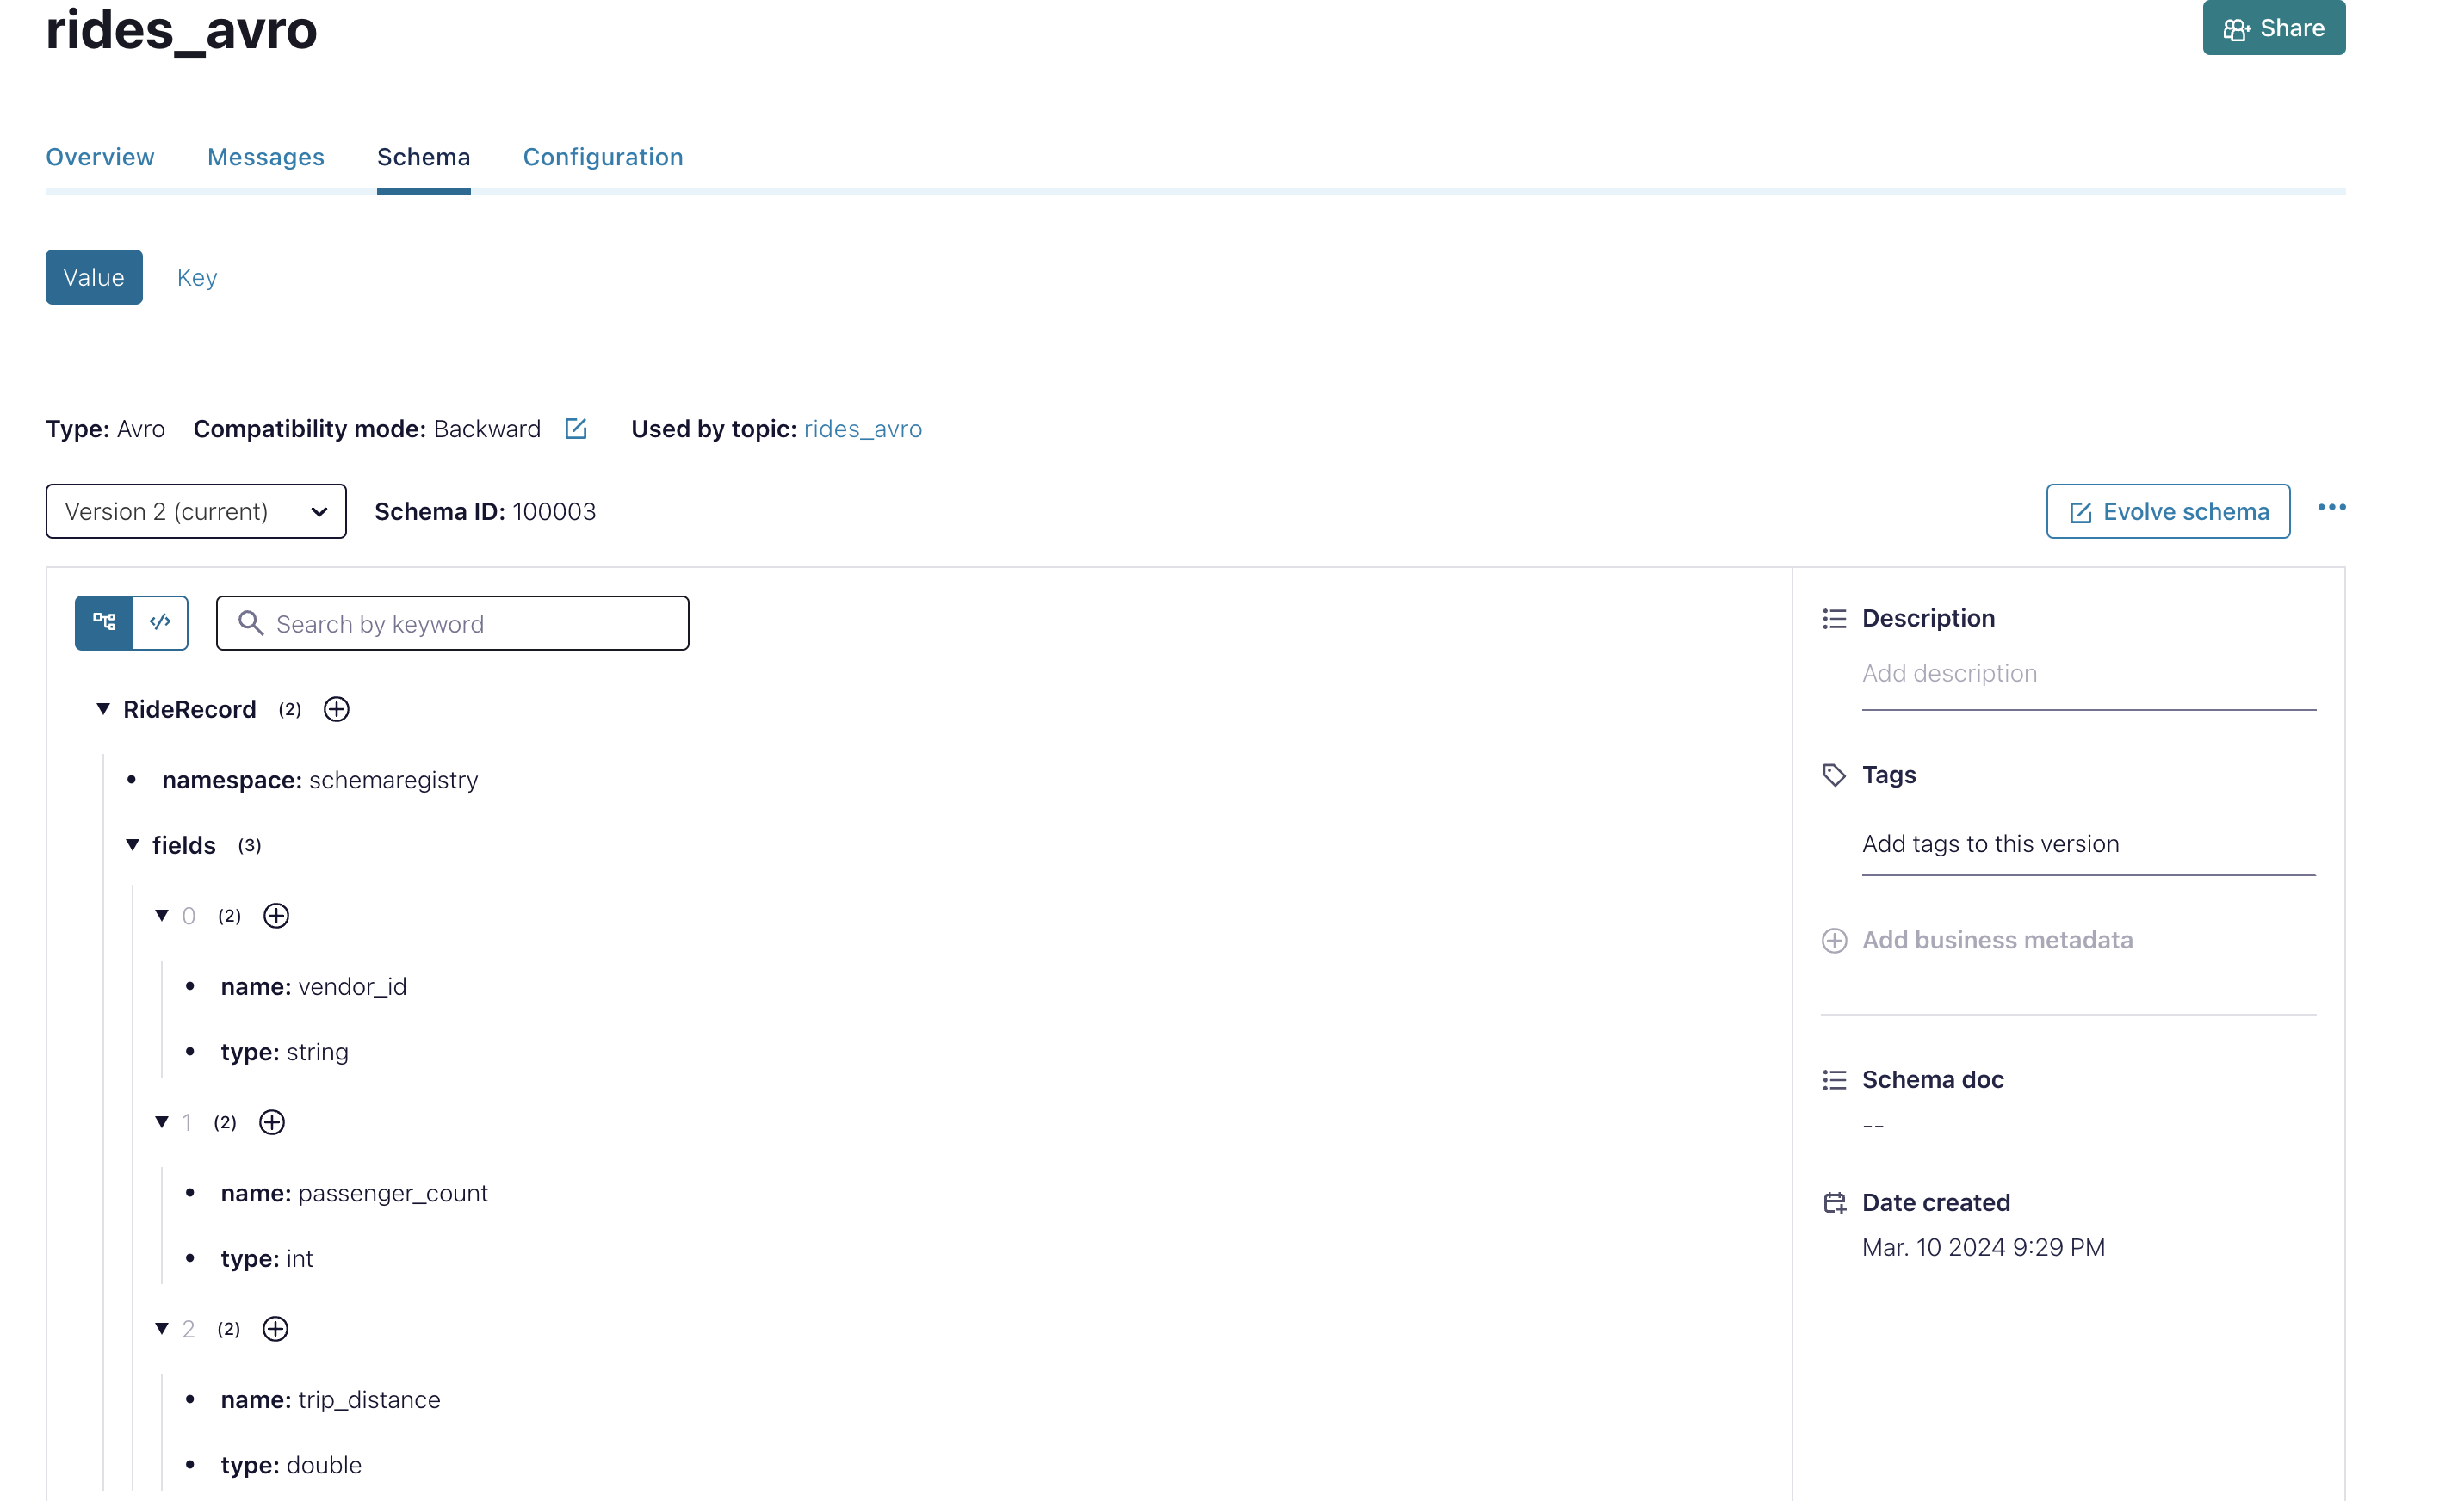 rides_avro
Share
Overview Messages Schema Configuration
Value Key
Type: Avro Compatibility mode: Backward Used by topic: rides_avro
Version 2 (current) Schema ID: 100003 Evolve schema
Search by keyword
RideRecord (2)
namespace: schemaregistry
fields (3)
0 (2)
name: vendor_id
type: string
1 (2)
name: passenger_count
type: int
2 (2)
name: trip_distance
type: double
Description
Add description
Tags
Add tags to this version
Add business metadata
Schema doc
--
Date created
Mar. 10 2024 9:29 PM